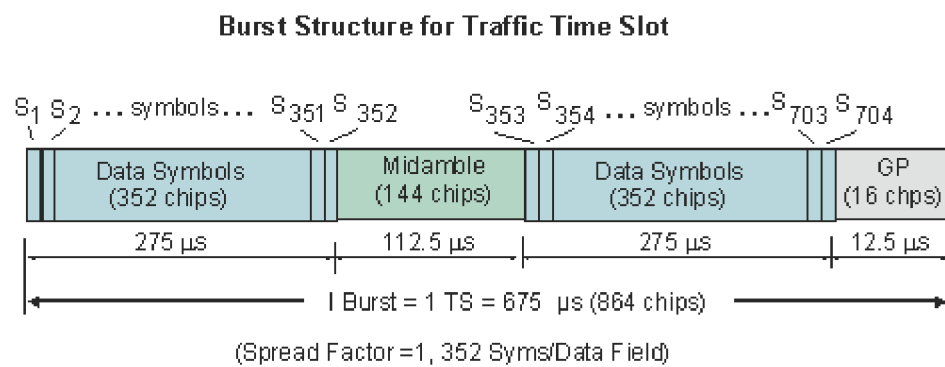 Burst Structure for Traffic Time Slot
S1 S2 ... symbols... S351 S352 S353 S354 ... symbols ...S703 S704
Data Symbols
(352 chips)
Midamble
(144 chips)
Data Symbols
(352 chips)
GP
(16 chps)
275 µs 112.5 µs 275 µs 12.5 µs
I Burst = 1 TS = 675 µs (864 chips)
(Spread Factor =1, 352 Syms/Data Field)